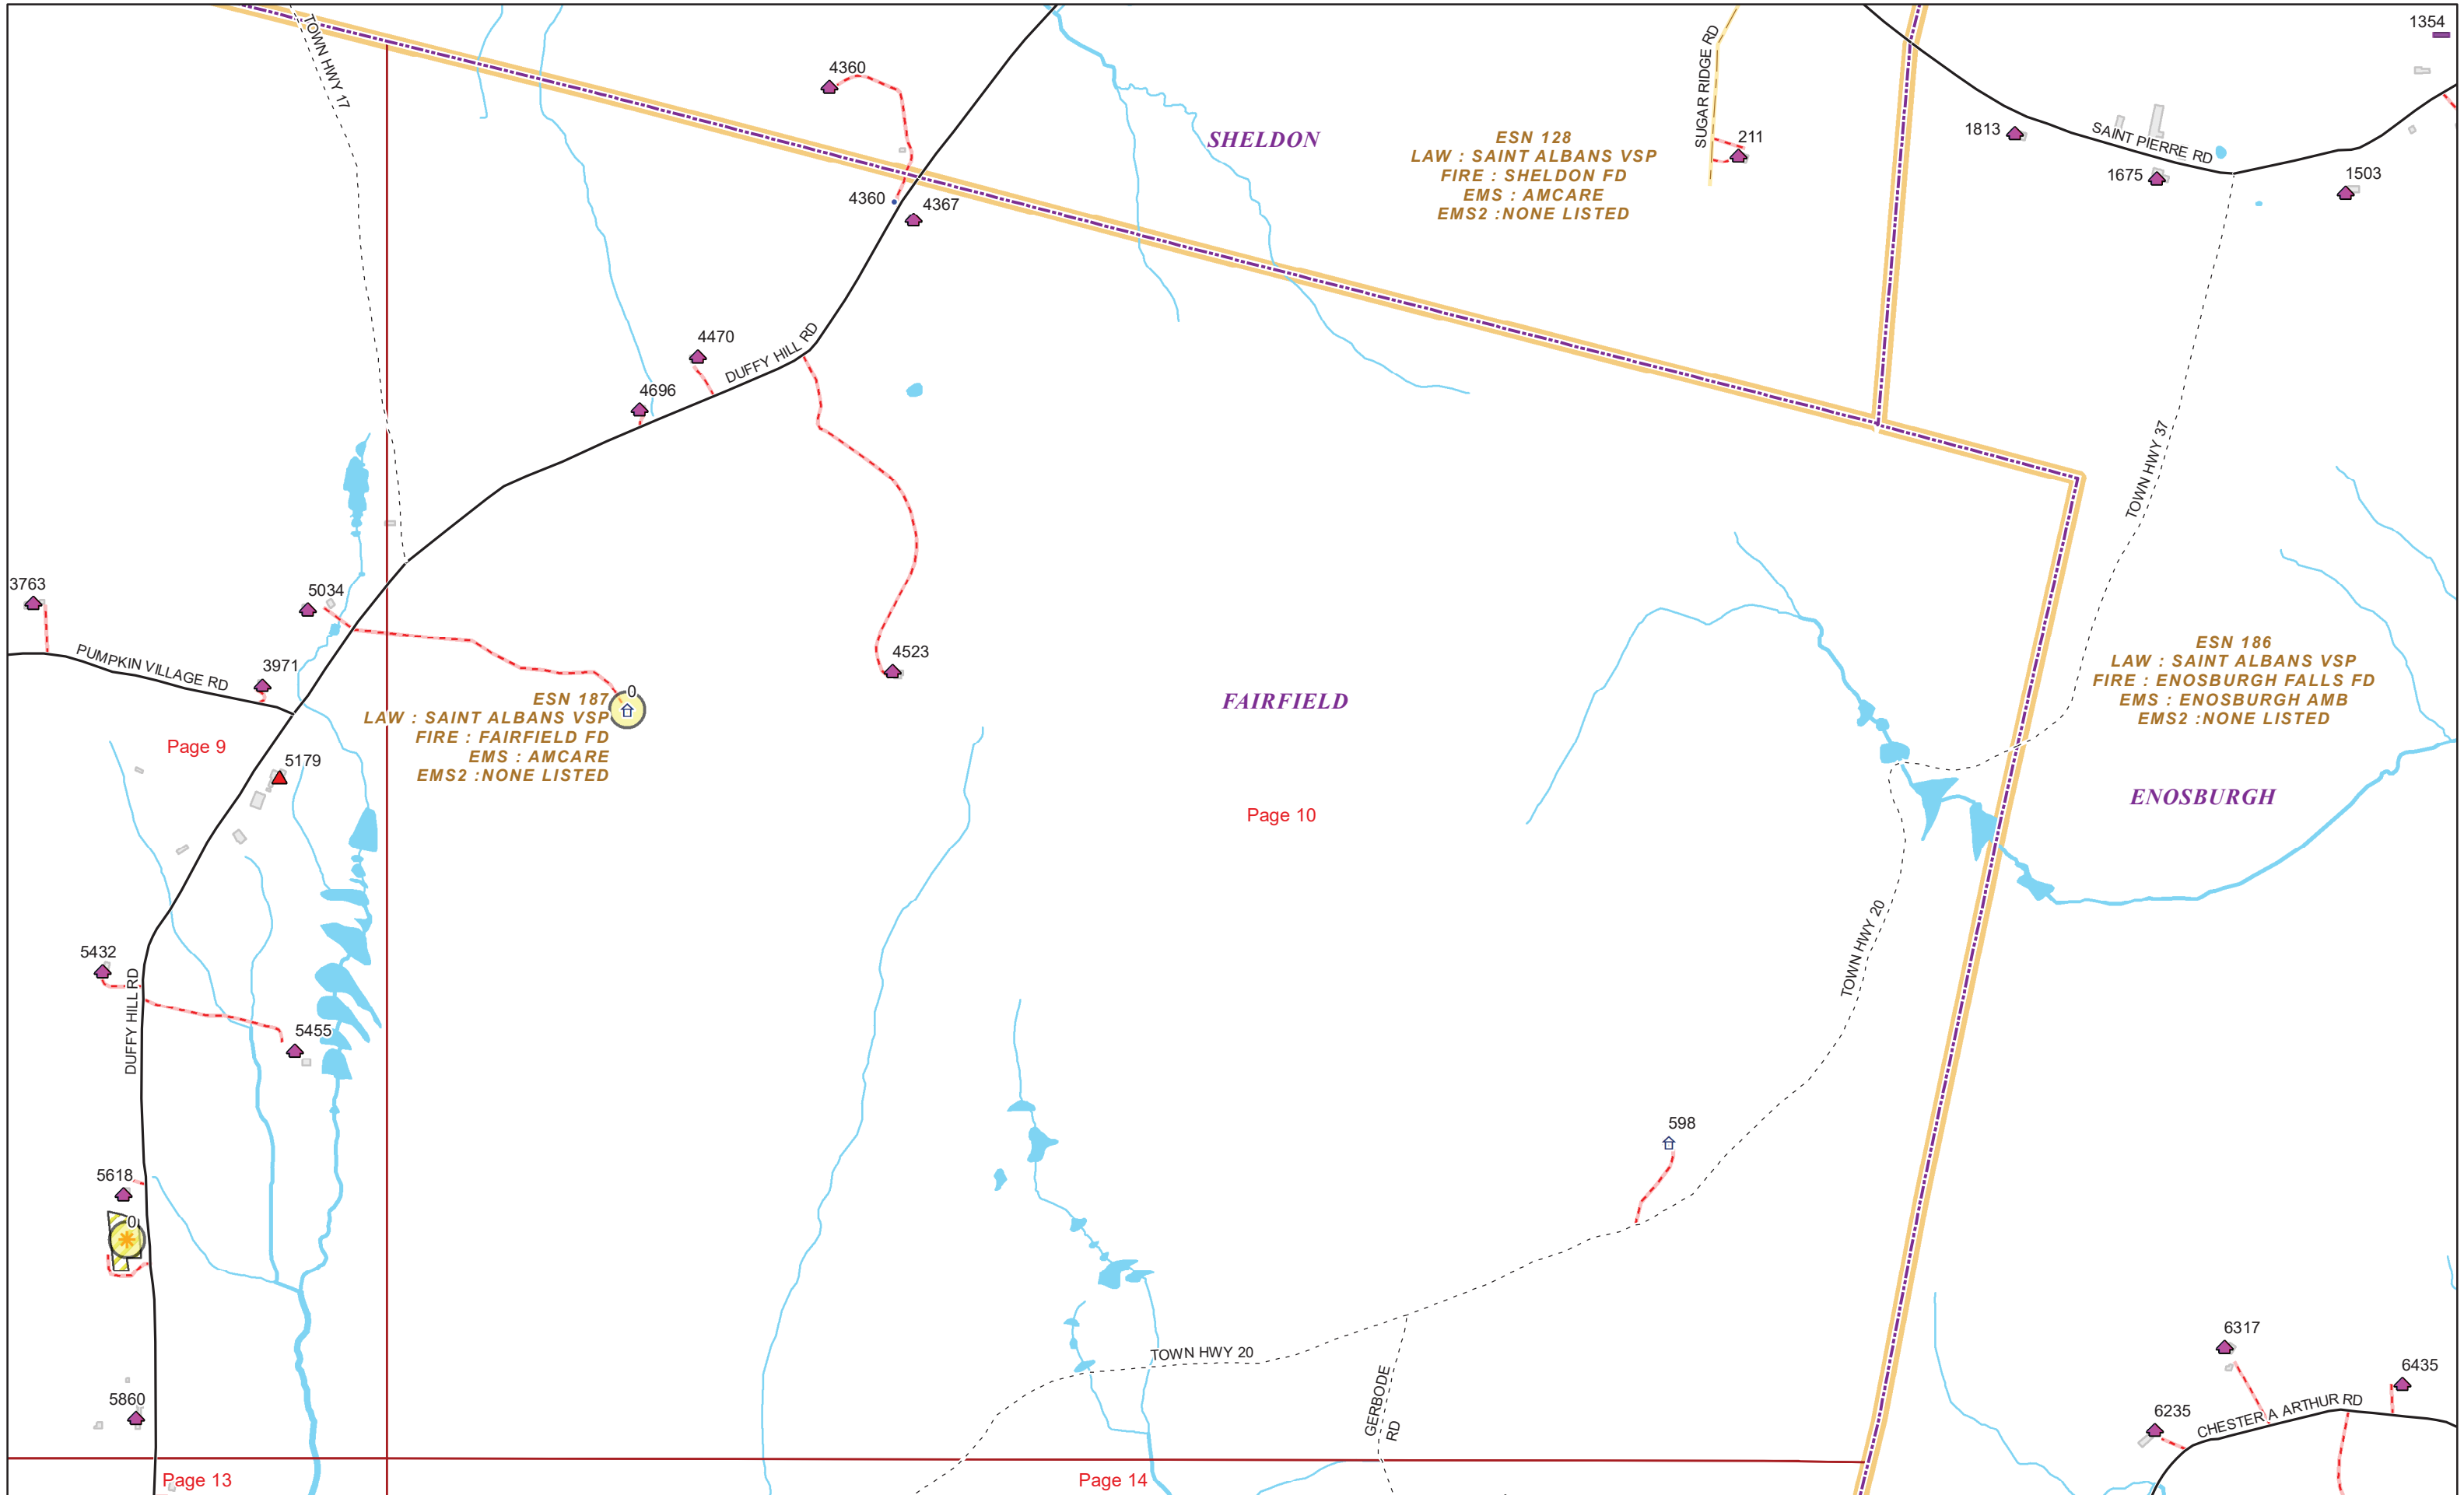 1354
TOWN HWY 17
4360
SUGAR RIDGE RD
SHELDON
ESN 128
LAW : SAINT ALBANS VSP
FIRE : SHELDON FD
EMS : AMCARE
EMS2 :NONE LISTED
211
1813
SAINT PIERRE RD
1675
1503
4360
4367
4470
DUFFY HILL RD
4696
TOWN HWY 37
3763
5034
3971
PUMPKIN VILLAGE RD
4523
0
ESN 187
LAW : SAINT ALBANS VSP
FIRE : FAIRFIELD FD
EMS : AMCARE
EMS2 :NONE LISTED
FAIRFIELD
ESN 186
LAW : SAINT ALBANS VSP
FIRE : ENOSBURGH FALLS FD
EMS : ENOSBURGH AMB
EMS2 :NONE LISTED
Page 9
5179
Page 10
ENOSBURGH
5432
DUFFY HILL RD
TOWN HWY 20
5455
598
5618
0
TOWN HWY 20
GERBODE
RD
6317
6435
5860
6235
CHESTER A ARTHUR RD
Page 13
Page 14